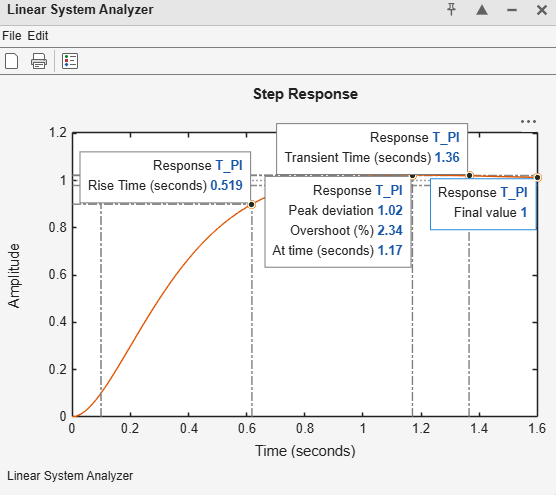 Linear System Analyzer
File Edit
Step Response
Response T_PI
Transient Time (seconds) 1.36
Response T_PI
Rise Time (seconds) 0.519
Response T_PI
Peak deviation 1.02
Overshoot (%) 2.34
At time (seconds) 1.17
Response T_PI
Final value 1
Amplitude
1.2
1
0.8
0.6
0.4
0.2
0
0 0.2 0.4 0.6 0.8 1 1.2 1.4 1.6
Time (seconds)
Linear System Analyzer